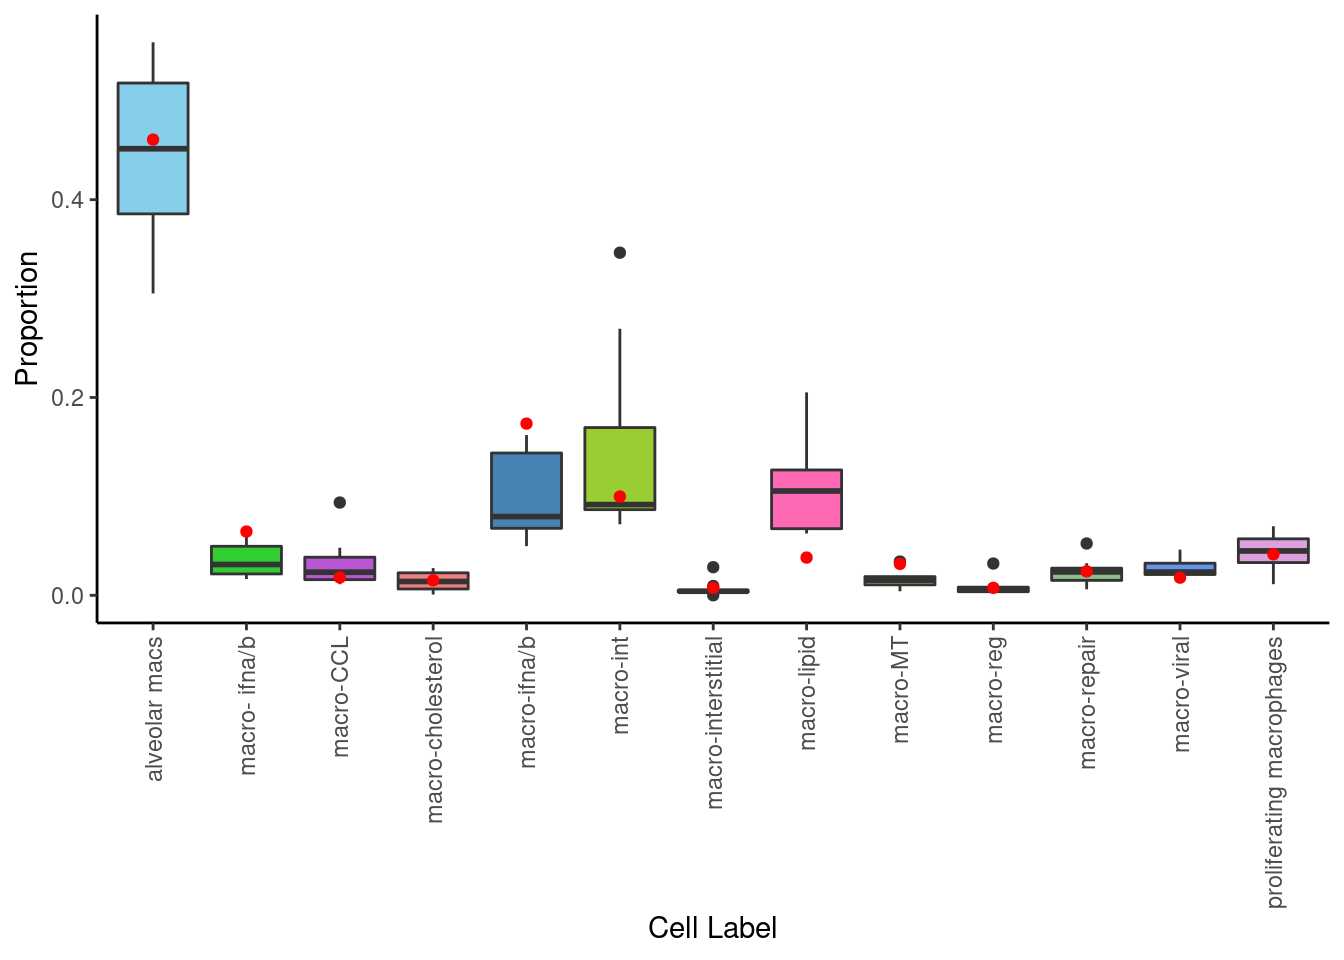 Proportion
0.4
0.2
0.0
alveolar macs
macro- ifna/b
macro-CCL
macro-cholesterol
macro-ifna/b
macro-int
macro-interstitial
macro-lipid
macro-MT
macro-reg
macro-repair
macro-viral
proliferating macrophages
Cell Label